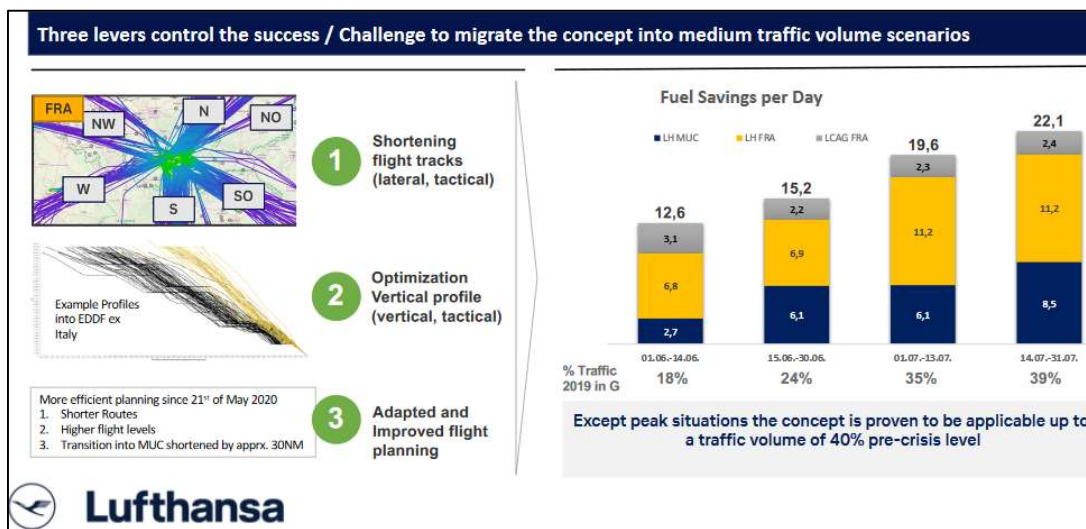 Three levers control the success / Challenge to migrate the concept into medium traffic volume scenarios
FRA
NW
N
NO
W
S
SO
1
Shortening
flight tracks
(lateral, tactical)
Example Profiles
into EDDF ex
Italy
2
Optimization
Vertical profile
(vertical, tactical)
More efficient planning since 21st of May 2020
1. Shorter Routes
2. Higher flight levels
3. Transition into MUC shortened by apprx. 30NM
3
Adapted and
Improved flight
planning
Lufthansa
Fuel Savings per Day
LH MUC LH FRA LCAG FRA
12,6
3,1
6,8
2,7
15,2
2,2
6,9
6,1
19,6
2,3
11,2
6,1
22,1
2,4
11,2
8,5
01.06.-14.06. 15.06.-30.06. 01.07.-13.07. 14.07.-31.07.
% Traffic
2019 in G
18% 24% 35% 39%
Except peak situations the concept is proven to be applicable up to
a traffic volume of 40% pre-crisis level